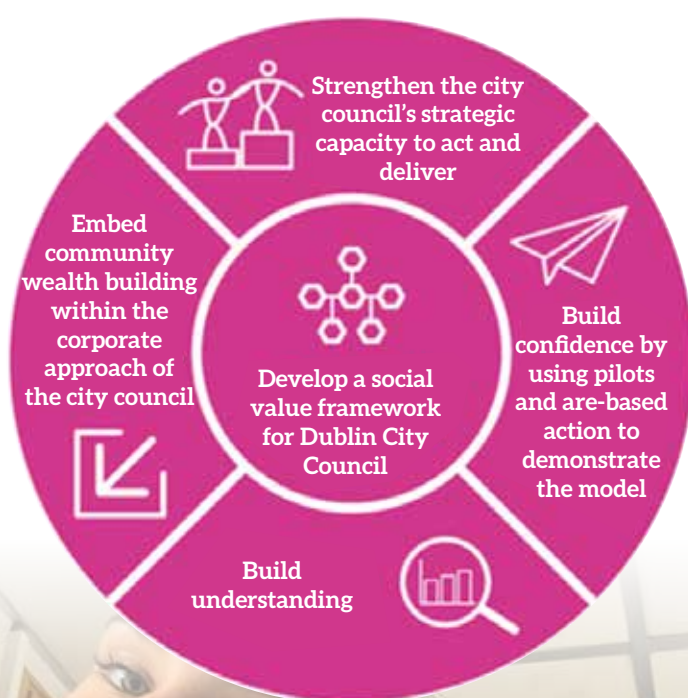 Strengthen the city
council's strategic
capacity to act and
deliver
Embed
community
wealth building
within the
corporate
approach of
the city council
Develop a social
value framework
for Dublin City
Council
Build
confidence by
using pilots
and are-based
action to
demonstrate
the model
Build
understanding